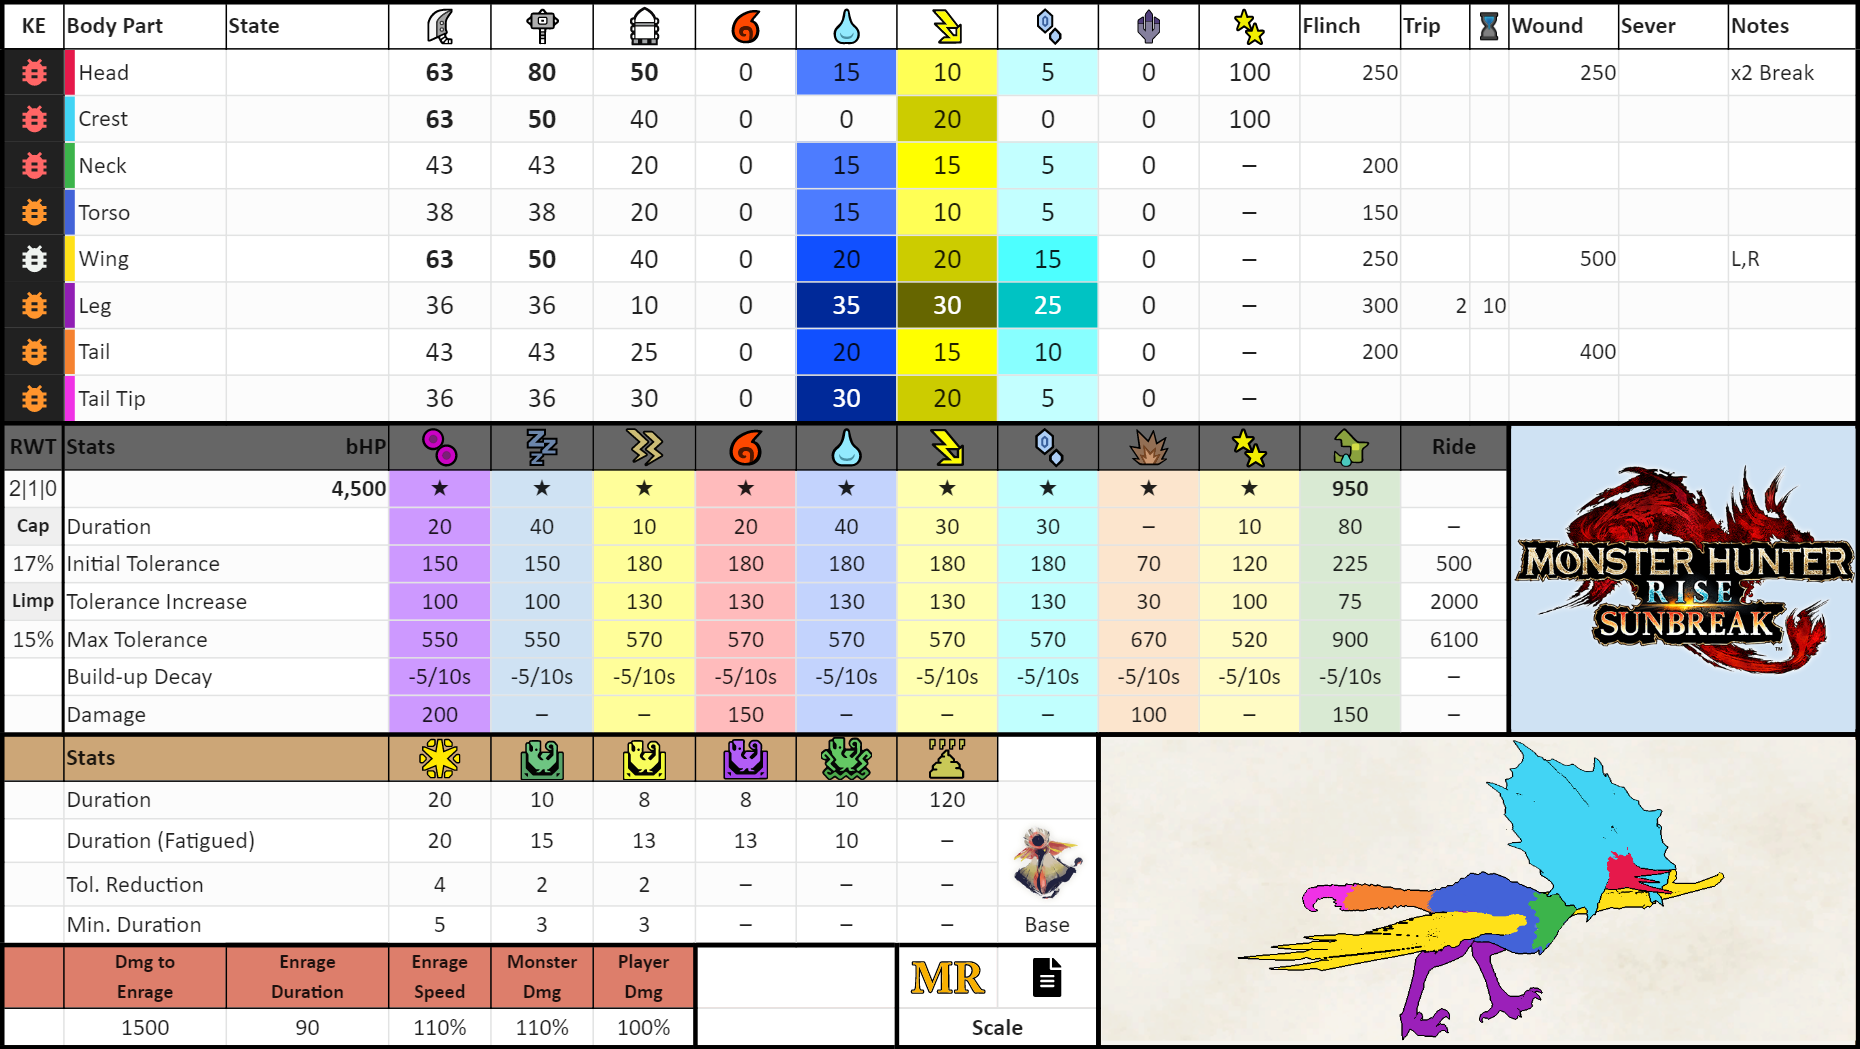 KE Body Part State Flinch Trip Wound Sever Notes
Head 63 80 50 0 15 10 5 0 100 250 250 x2 Break
Crest 63 50 40 0 0 20 0 0 100
Neck 43 43 20 0 15 15 5 0 – 200
Torso 38 38 20 0 15 10 5 0 – 150
Wing 63 50 40 0 20 20 15 0 – 250 500 L,R
Leg 36 36 10 0 35 30 25 0 – 300 2 10
Tail 43 43 25 0 20 15 10 0 – 200 400
Tail Tip 36 36 30 0 30 20 5 0 –
RWT Stats bHP Ride
2|1|0 4,500 ★ ★ ★ ★ ★ ★ ★ ★ ★ 950
Cap Duration 20 40 10 20 40 30 30 – 10 80 –
17% Initial Tolerance 150 150 180 180 180 180 180 70 120 225 500
Limp Tolerance Increase 100 100 130 130 130 130 130 30 100 75 2000
15% Max Tolerance 550 550 570 570 570 570 570 670 520 900 6100
Build-up Decay -5/10s -5/10s -5/10s -5/10s -5/10s -5/10s -5/10s -5/10s -5/10s -5/10s –
Damage 200 – – 150 – – – 100 – 150 –
MONSTER HUNTER
RISE
SUNBREAK
TM
Stats
Duration 20 10 8 8 10 120
Duration (Fatigued) 20 15 13 13 10 –
Tol. Reduction 4 2 2 – – –
Min. Duration 5 3 3 – – – Base
Dmg to Enrage Enrage Monster Player
Enrage Duration Speed Dmg Dmg
MR
1500 90 110% 110% 100% Scale